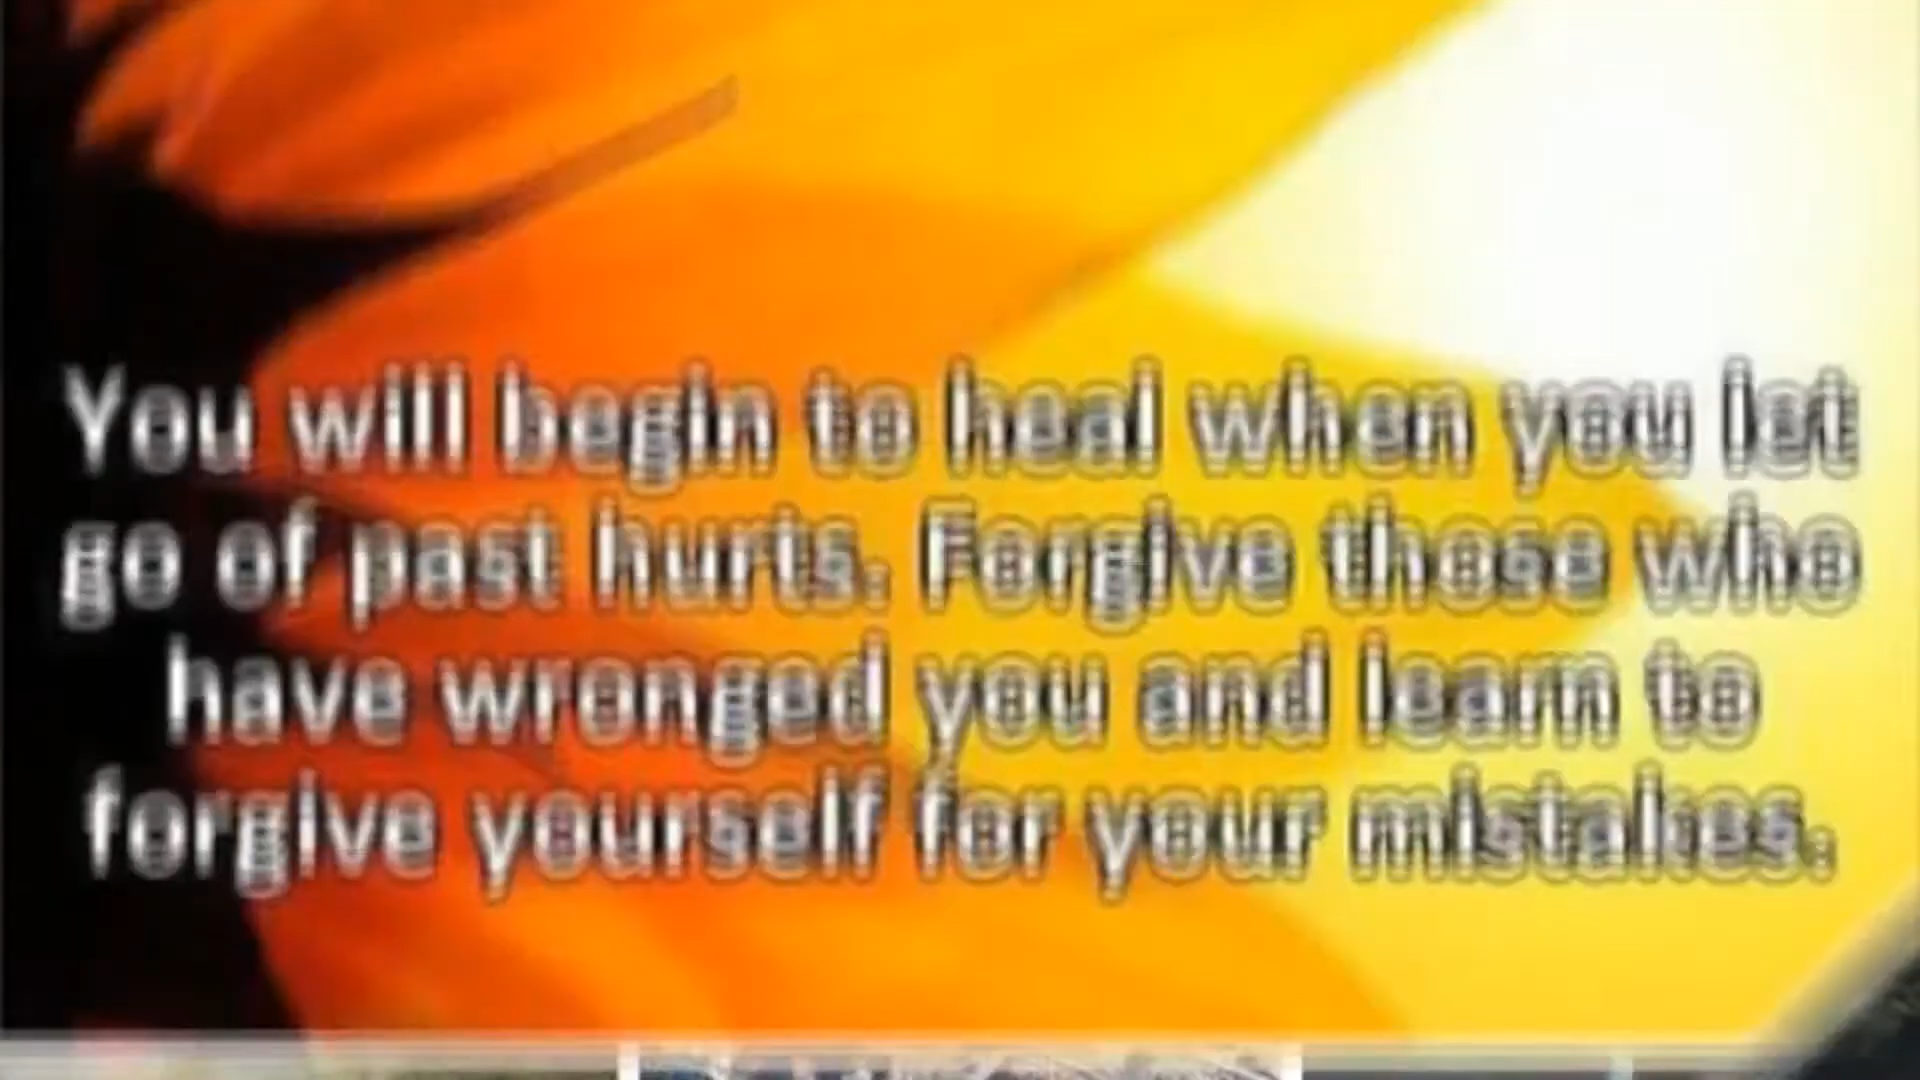 You will begin to heal when you let
go of past hurts. Forgive those who
have wronged you and learn to
forgive yourself for your mistakes.